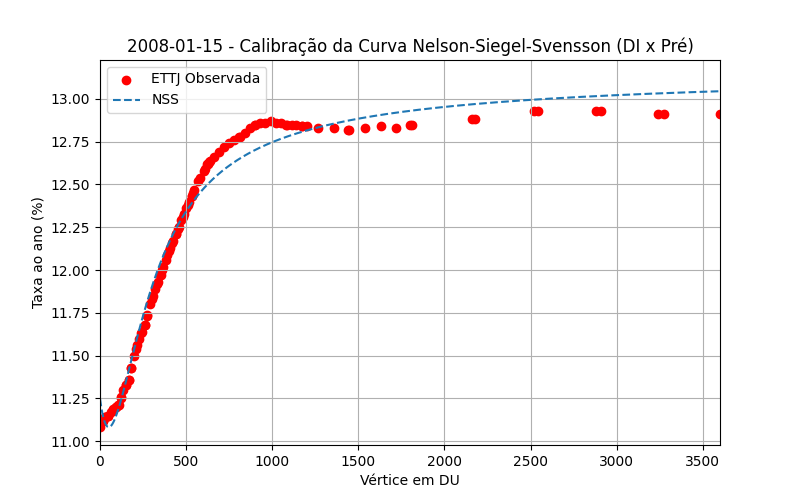 2008-01-15 - Calibração da Curva Nelson-Siegel-Svensson (DI x Pré)
ETTJ Observada
NSS
Taxa ao ano (%)
13.00
12.75
12.50
12.25
12.00
11.75
11.50
11.25
11.00
0 500 1000 1500 2000 2500 3000 3500
Vértice em DU